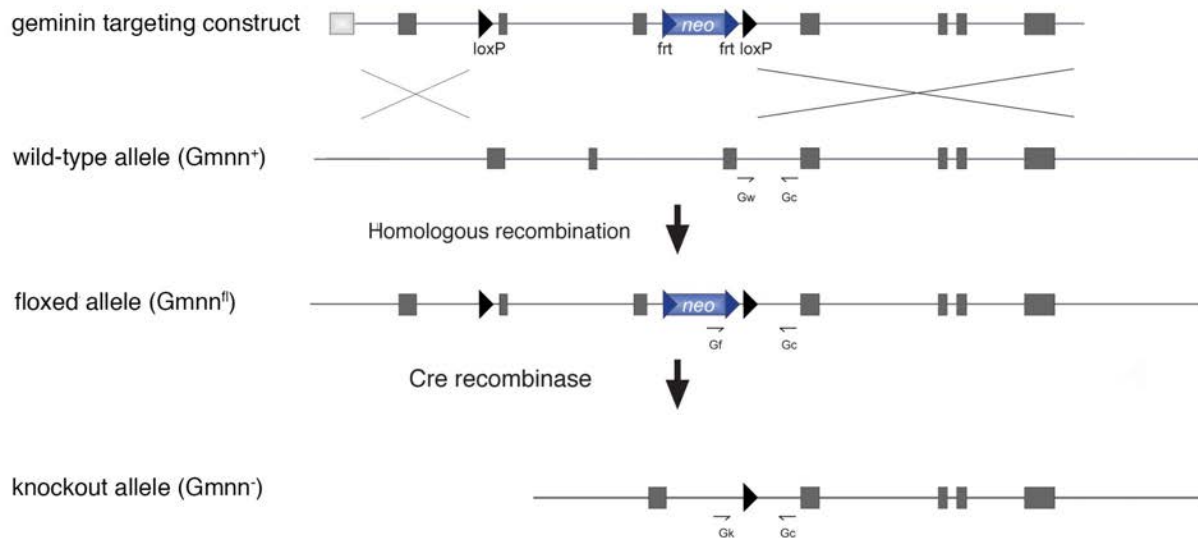 geminin targeting construct
neo
loxP
frt
frt loxP
wild-type allele (Gmnn⁺)
Gw
Gc
Homologous recombination
floxed allele (Gmnnᶠˡ)
neo
Gf
Gc
Cre recombinase
knockout allele (Gmnn⁻)
Gk
Gc